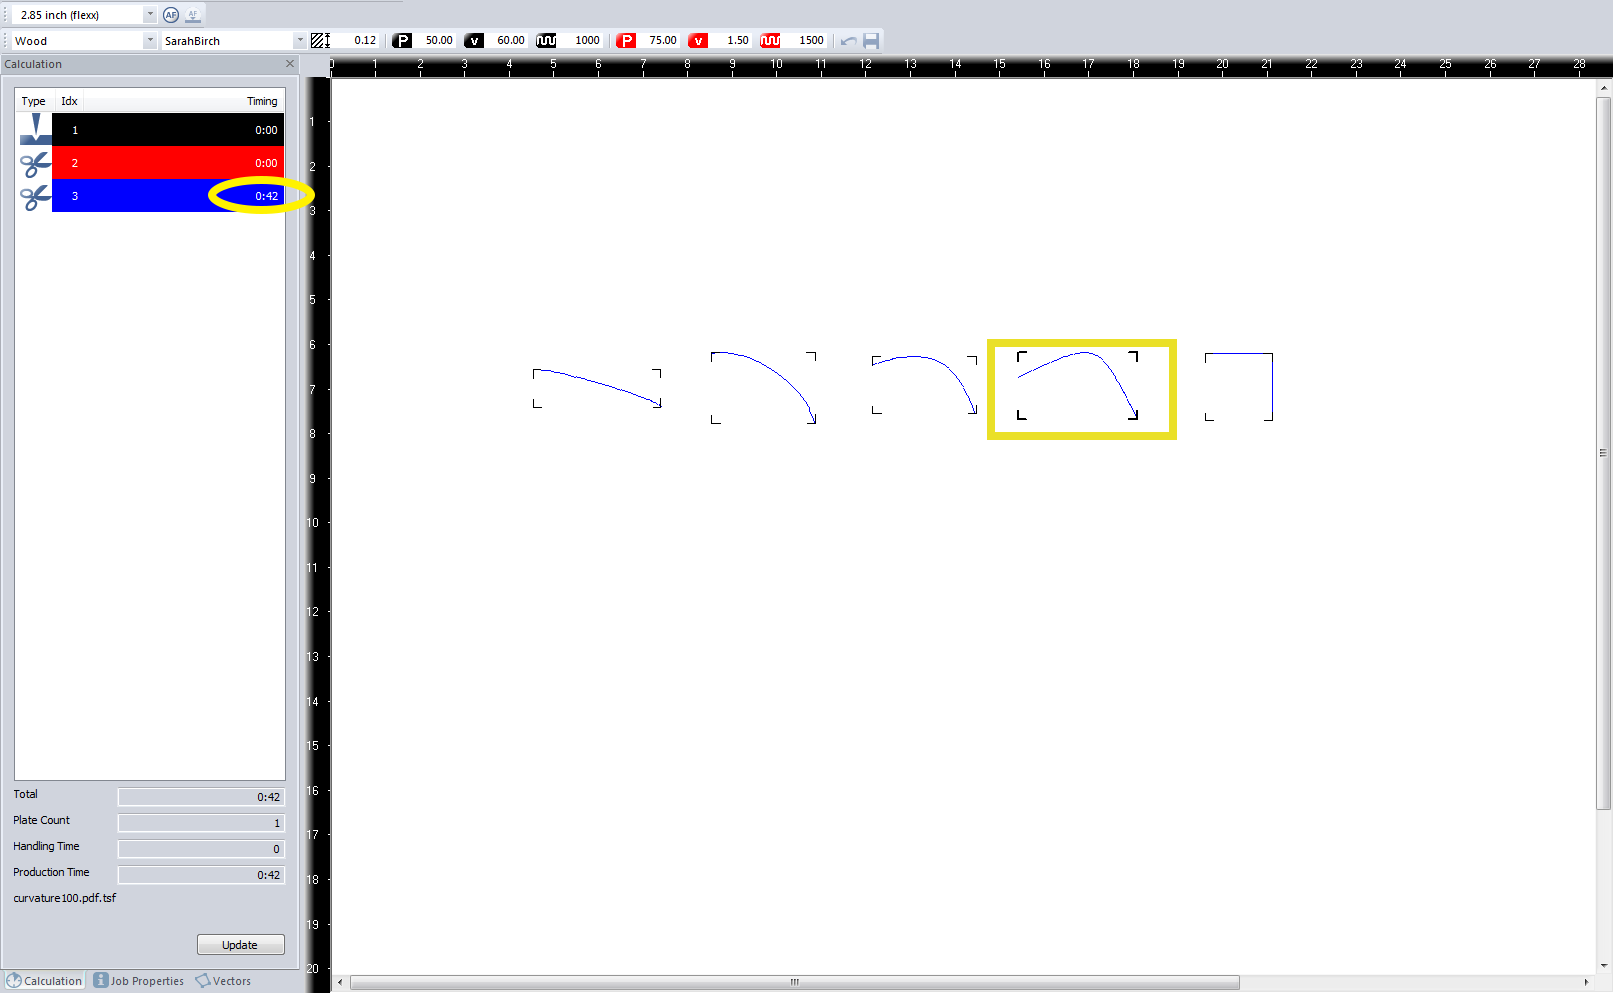 2.85 inch (flexx) AF AF
Wood SarahBirch 0.12 P 50.00 v 60.00 1000 P 75.00 v 1.50 1500
Calculation
0 1 2 3 4 5 6 7 8 9 10 11 12 13 14 15 16 17 18 19 20 21 22 23 24 25 26 27 28
Type Idx Timing
1 0:00
2 0:00
3 0:42
1
2
3
4
5
6
7
8
9
10
11
12
13
14
15
16
17
18
19
20
Total 0:42
Plate Count 1
Handling Time 0
Production Time 0:42
curvature100.pdf.tsf
Update
Calculation Job Properties Vectors